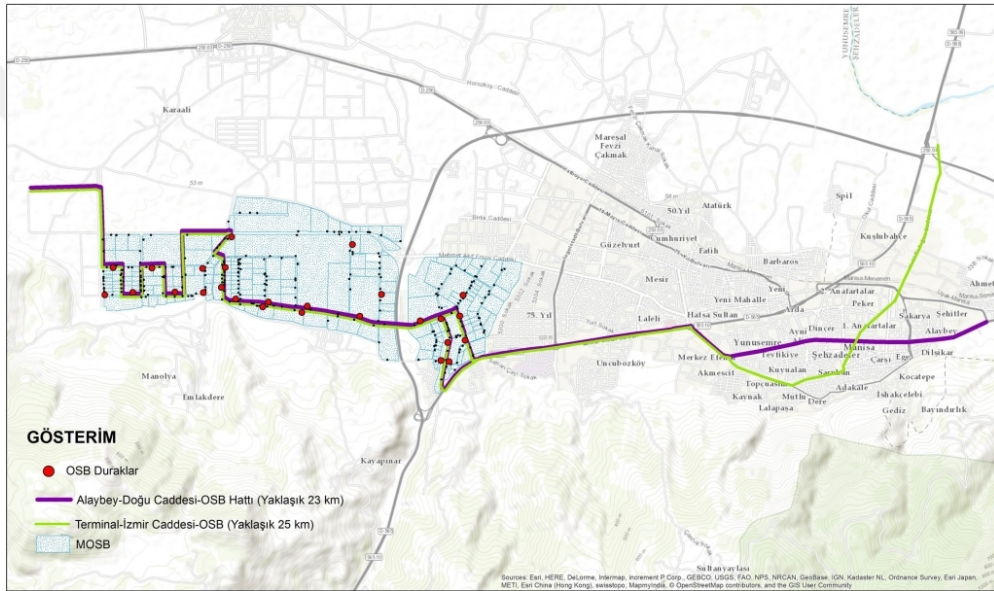 YUNUSEMRE
ŞEHZADELER
Karaali
Mareşal
Fevzi
Çakmak
50.Yıl
Atatürk
Spil
Güzelyurt
Cumhuriyet
Fatih
Kuşlubahçe
Barbaros
Mesir
Yeni
75. Yıl
Laleli
Hafsa Sultan
Yeni Mahalle
Arda
Peker
Sakarya
Şehitler
Ayni
Dinçer
I. Anafartalar
Alaybey
Yunusemre
Manisa
Merkez Efendi
Tevfikiye
Şehzadeler
Çarşı
Ege
Dilşikar
Uncubozköy
Akmescit
Kuyualan
Kocatepe
Manolya
Topçuasım
Adakale
Emlakdere
Kaynak
Mutlu
Dere
İshakçelebi
Lalapaşa
Gediz
Bayındırlık
Kayapınar
Sultanyaylası
GÖSTERİM
OSB Duraklar
Alaybey-Doğu Caddesi-OSB Hattı (Yaklaşık 23 km)
Terminal-İzmir Caddesi-OSB (Yaklaşık 25 km)
MOSB
Sources: Esri, HERE, DeLorme, Intermap, increment P Corp., GEBCO, USGS, FAO, NPS, NRCAN, GeoBase, IGN, Kadaster NL, Ordnance Survey, Esri Japan,
METI, Esri China (Hong Kong), swisstopo, MapmyIndia, © OpenStreetMap contributors, and the GIS User Community